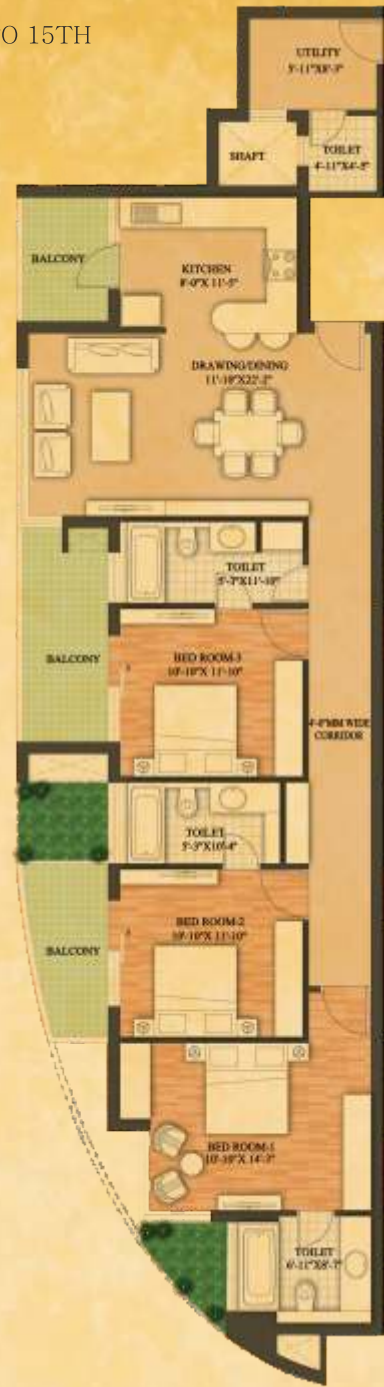 O 15TH
UTILITY
5'-11"X8'-3"
SHAFT
TOILET
4'-11"X4'-5"
BALCONY
KITCHEN
8'-0"X 11'-5"
DRAWING/DINING
11'-10"X22'-2"
TOILET
5'-7"X11'-10"
BALCONY
BED ROOM-3
10'-10"X 11'-10"
4'-0"MM WIDE
CORRIDOR
TOILET
5'-3"X10'-4"
BED ROOM-2
10'-10"X 11'-10"
BALCONY
BED ROOM-1
10'-10"X 14'-3"
TOILET
6'-11"X8'-7"